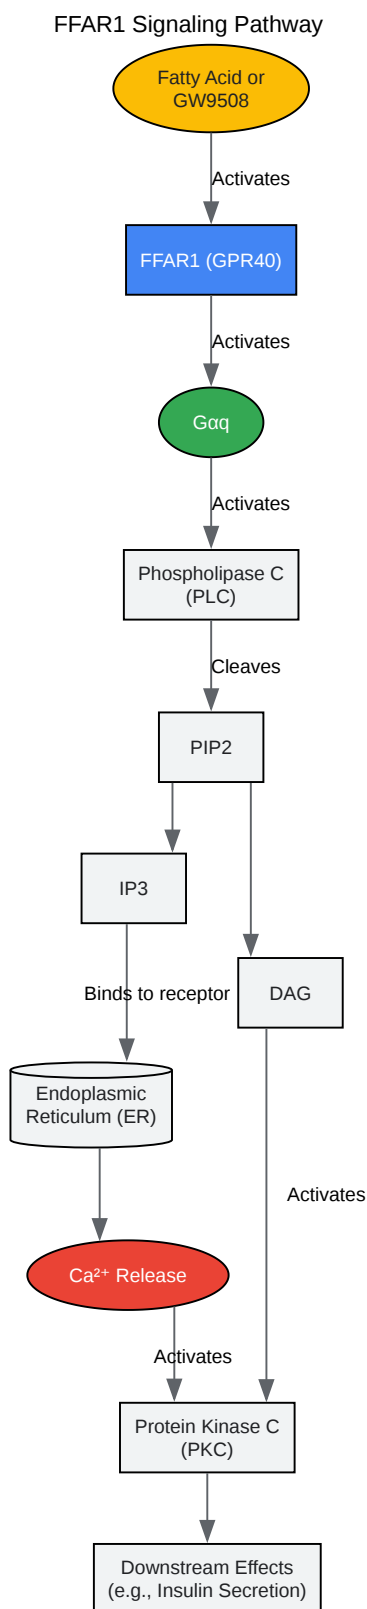 FFAR1 Signaling Pathway
Fatty Acid or
GW9508
Activates
FFAR1 (GPR40)
Activates
Gαq
Activates
Phospholipase C
(PLC)
Cleaves
PIP2
IP3
DAG
Binds to receptor
Endoplasmic
Reticulum (ER)
Activates
Ca²⁺ Release
Activates
Protein Kinase C
(PKC)
Downstream Effects
(e.g., Insulin Secretion)